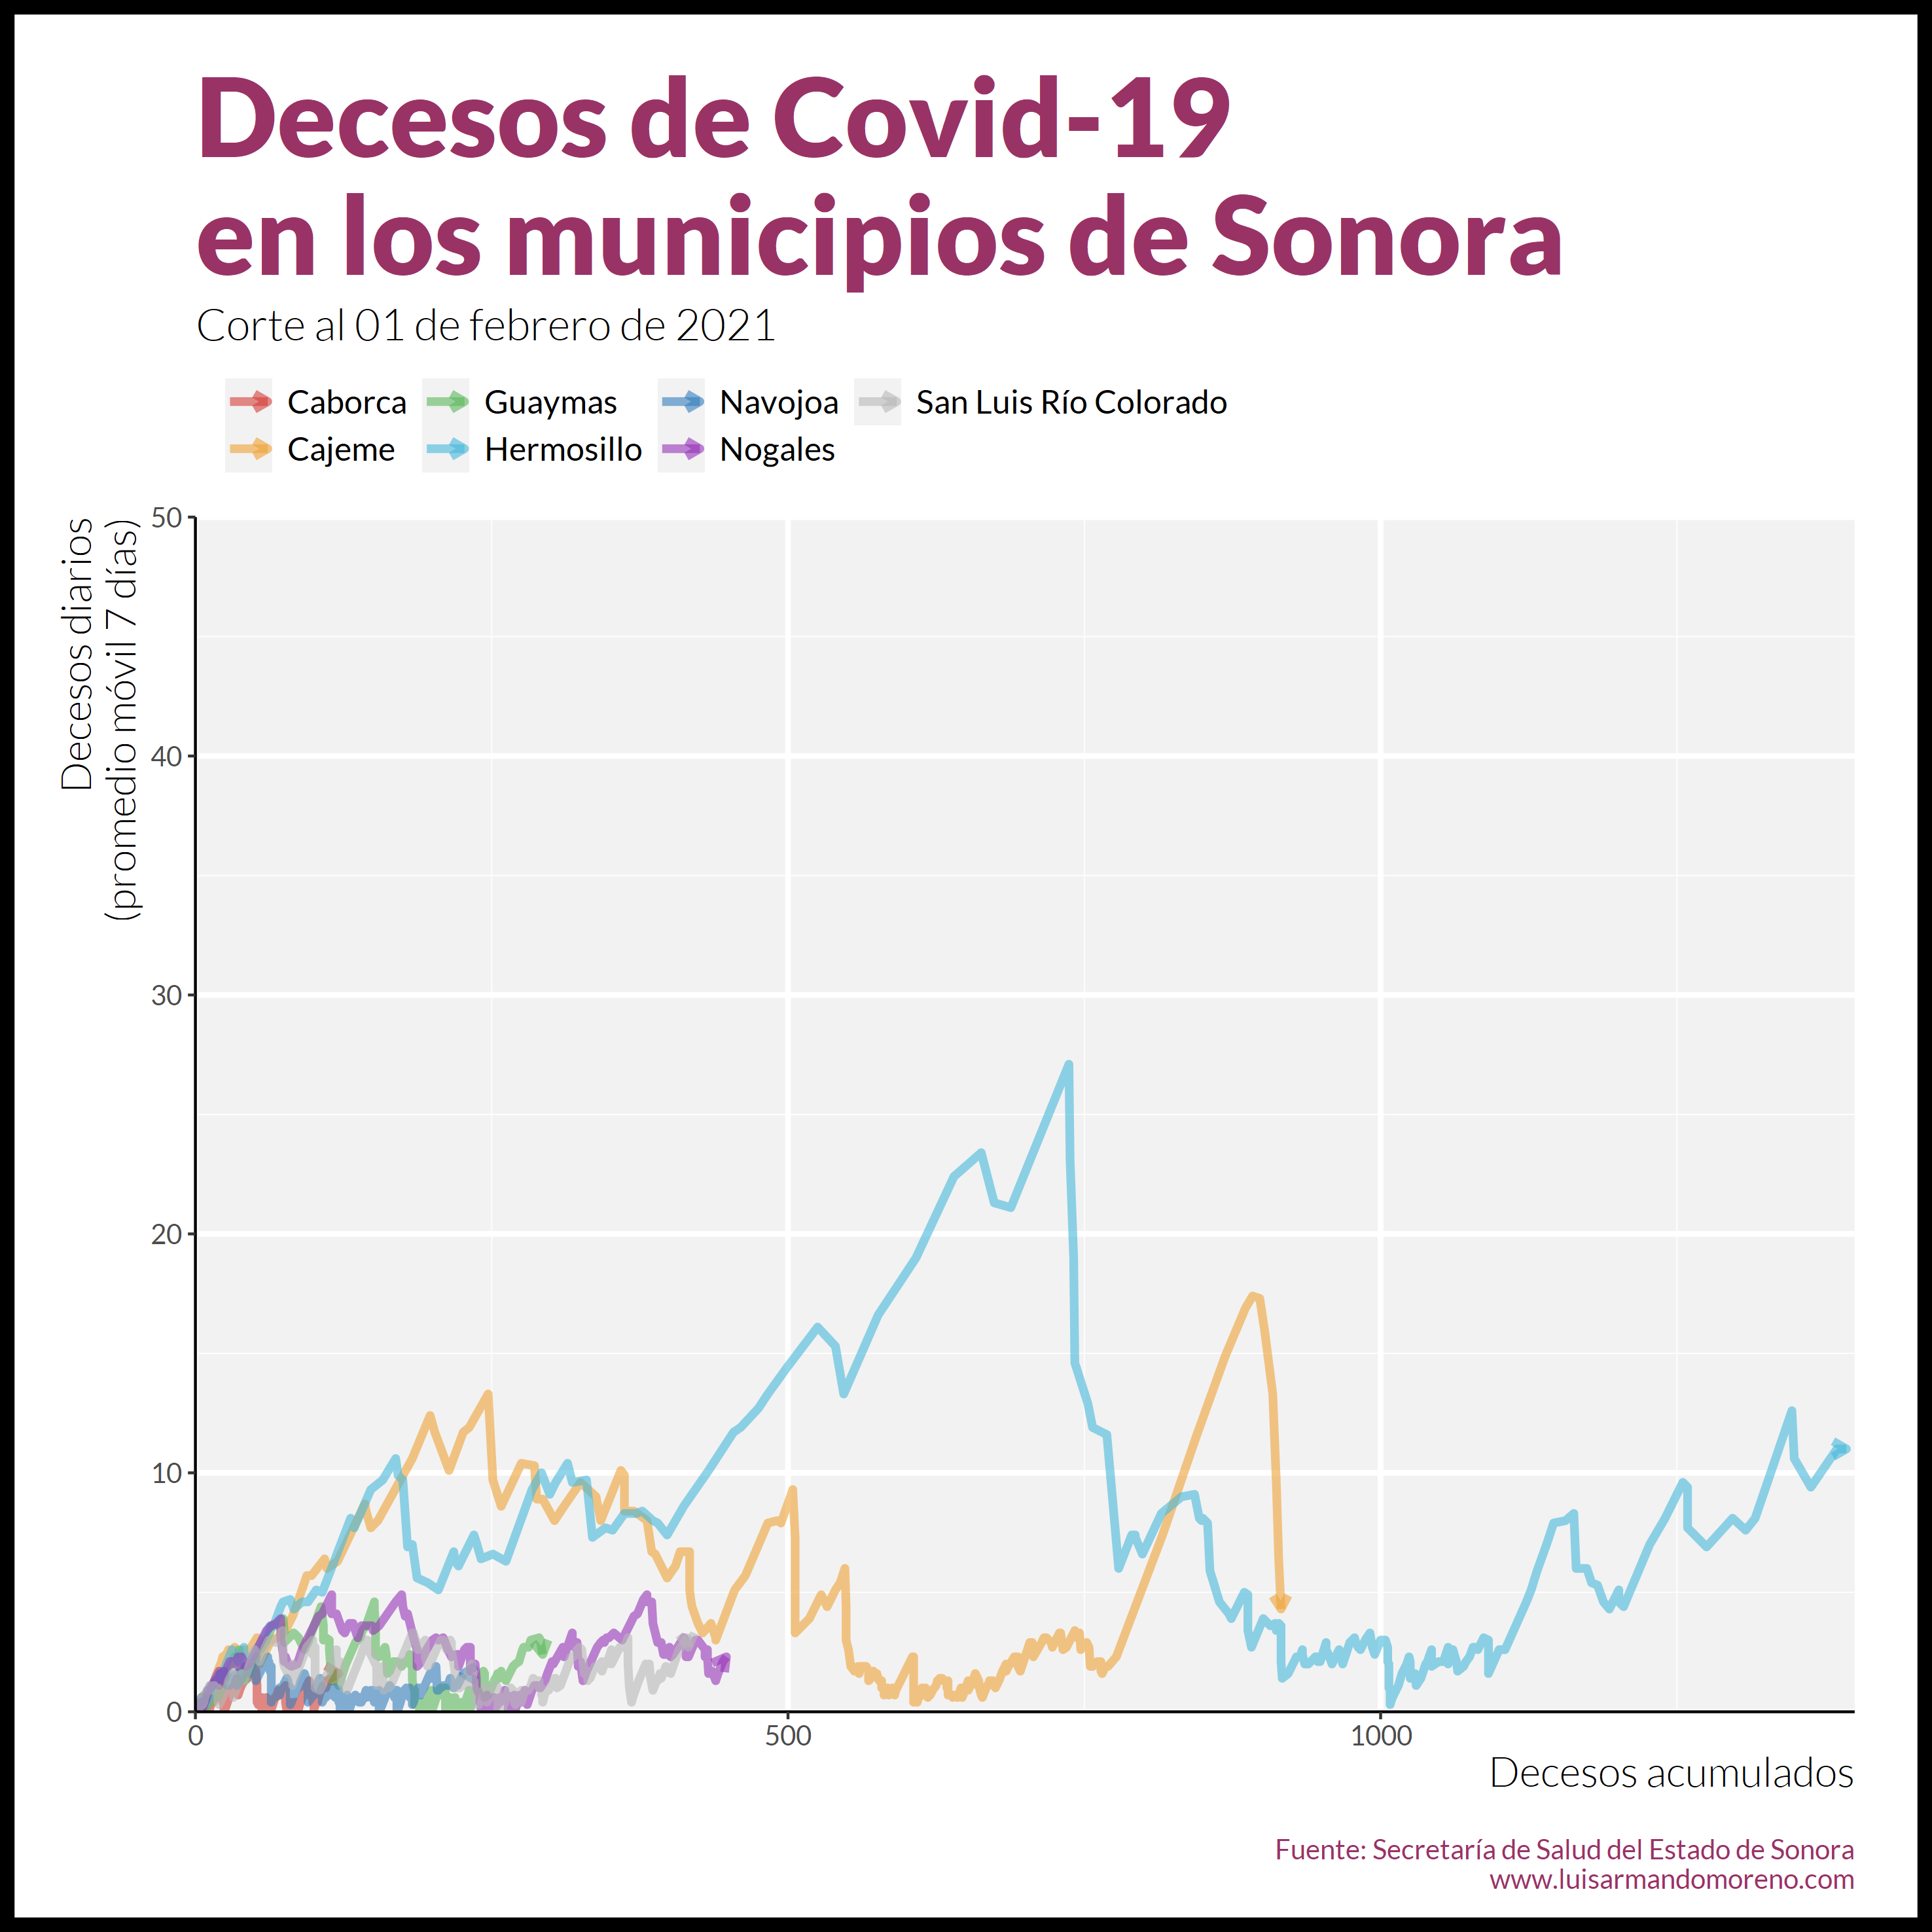 Decesos de Covid-19
en los municipios de Sonora
Corte al 01 de febrero de 2021
Caborca
Guaymas
Navojoa
San Luis Río Colorado
Cajeme
Hermosillo
Nogales
Decesos diarios
(promedio móvil 7 días)
50
40
30
20
10
0
0
500
1000
Decesos acumulados
Fuente: Secretaría de Salud del Estado de Sonora
www.luisarmandomoreno.com